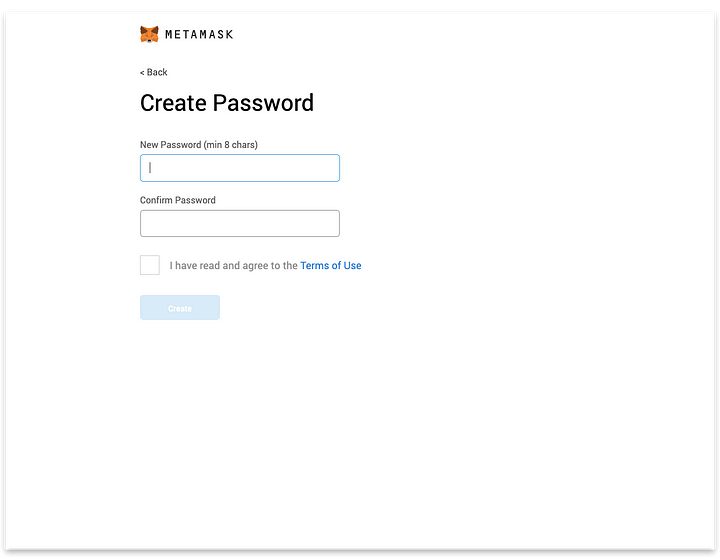 METAMASK
< Back
Create Password
New Password (min 8 chars)
Confirm Password
I have read and agree to the Terms of Use
Create